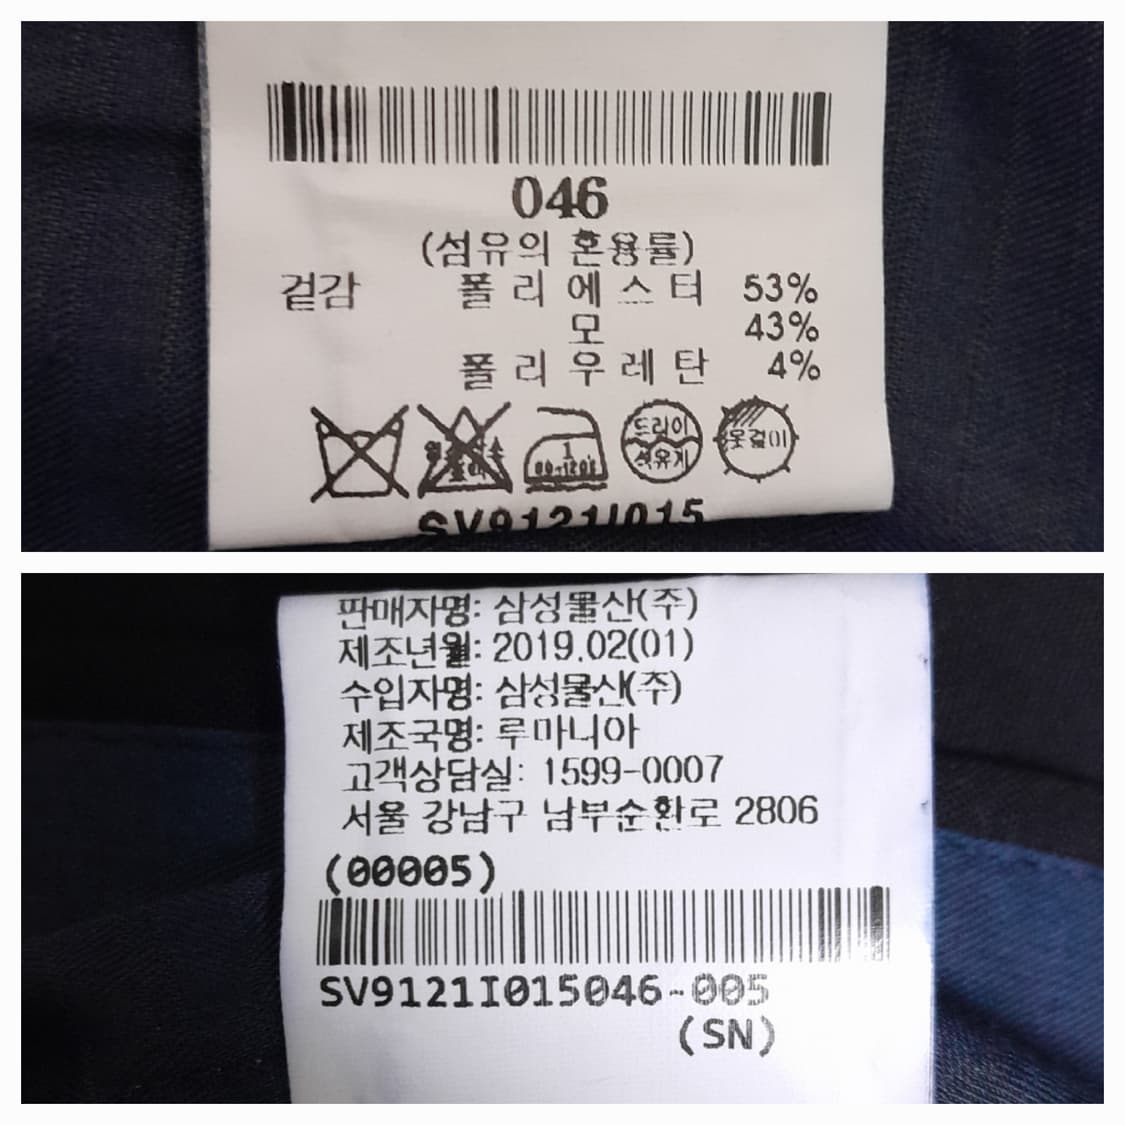 046
(섬유의 혼용률)
겉감 폴리에스터 53%
모 43%
폴리우레탄 4%
드라이
석유계
옷걸이
SV9121I015
판매자명: 삼성물산(주)
제조년월: 2019.02(01)
수입자명: 삼성물산(주)
제조국명: 루마니아
고객상담실: 1599-0007
서울 강남구 남부순환로 2806
(00005)
SV9121I015046-005
(SN)